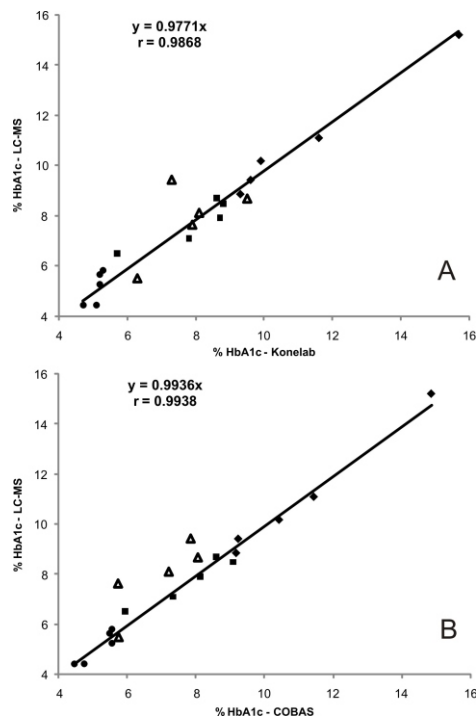 y = 0.9771x
r = 0.9868
16
14
12
10
8
6
4
% HbA1c - LC-MS
A
4 6 8 10 12 14 16
% HbA1c - Konelab
y = 0.9936x
r = 0.9938
16
14
12
10
8
6
4
% HbA1c - LC-MS
B
4 6 8 10 12 14 16
% HbA1c - COBAS